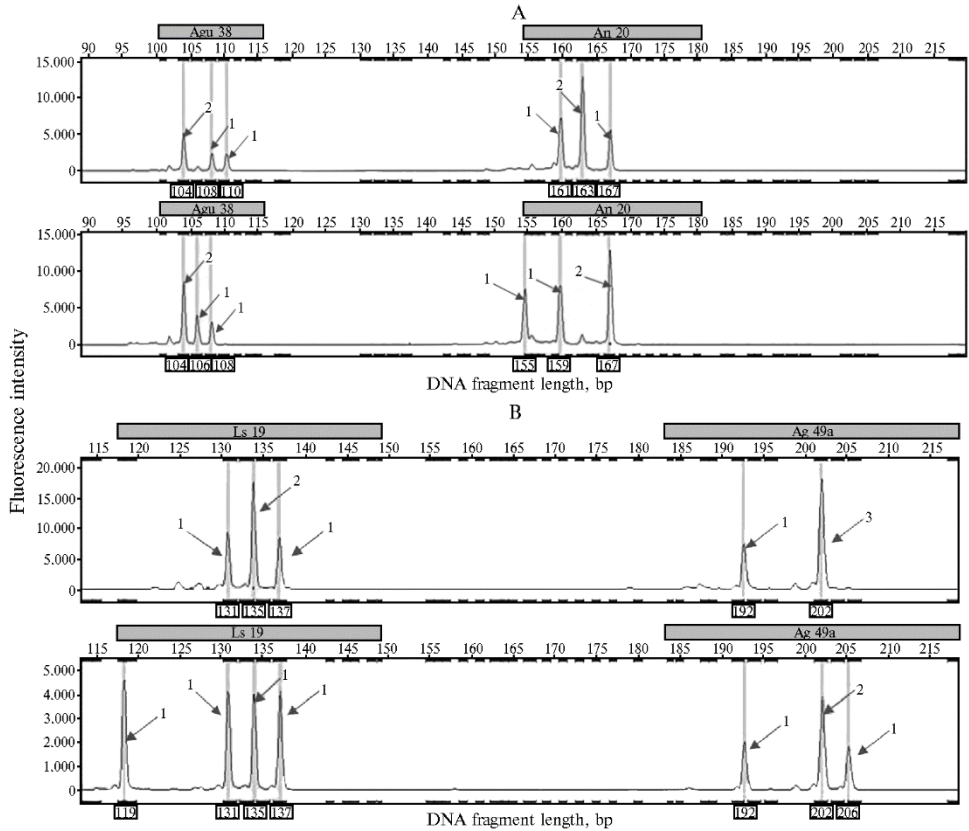 A
Agu 38 An 20
90 95 100 105 110 115 120 125 130 135 140 145 150 155 160 165 170 175 180 185 190 195 200 205 210 215
15.000
10.000
5.000
0
2 1 1 1 2 1
104 108 110 161 163 167
Agu 38 An 20
90 95 100 105 110 115 120 125 130 135 140 145 150 155 160 165 170 175 180 185 190 195 200 205 210 215
15.000
10.000
5.000
0
2 1 1 1 1 2
104 106 108 155 159 167
DNA fragment length, bp
Fluorescence intensity
B
Ls 19 Ag 49a
115 120 125 130 135 140 145 150 155 160 165 170 175 180 185 190 195 200 205 210 215
20.000
15.000
10.000
5.000
0
1 2 1 1 3
131 135 137 192 202
Ls 19 Ag 49a
115 120 125 130 135 140 145 150 155 160 165 170 175 180 185 190 195 200 205 210 215
5.000
4.000
3.000
2.000
1.000
0
1 1 1 1 1 2 1
119 131 135 137 192 202 206
DNA fragment length, bp